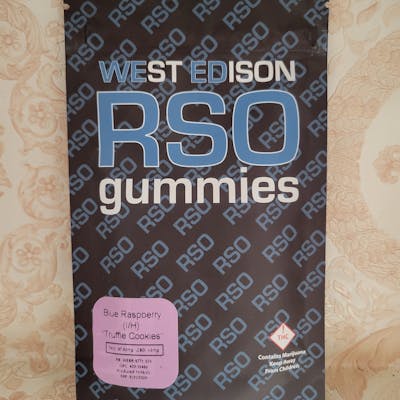 WEST EDISON
RSO
gummies
Blue Raspberry
(I/H)
"Truffle Cookies"
!
THC
Contains Marijuana
Keep Away
From Children